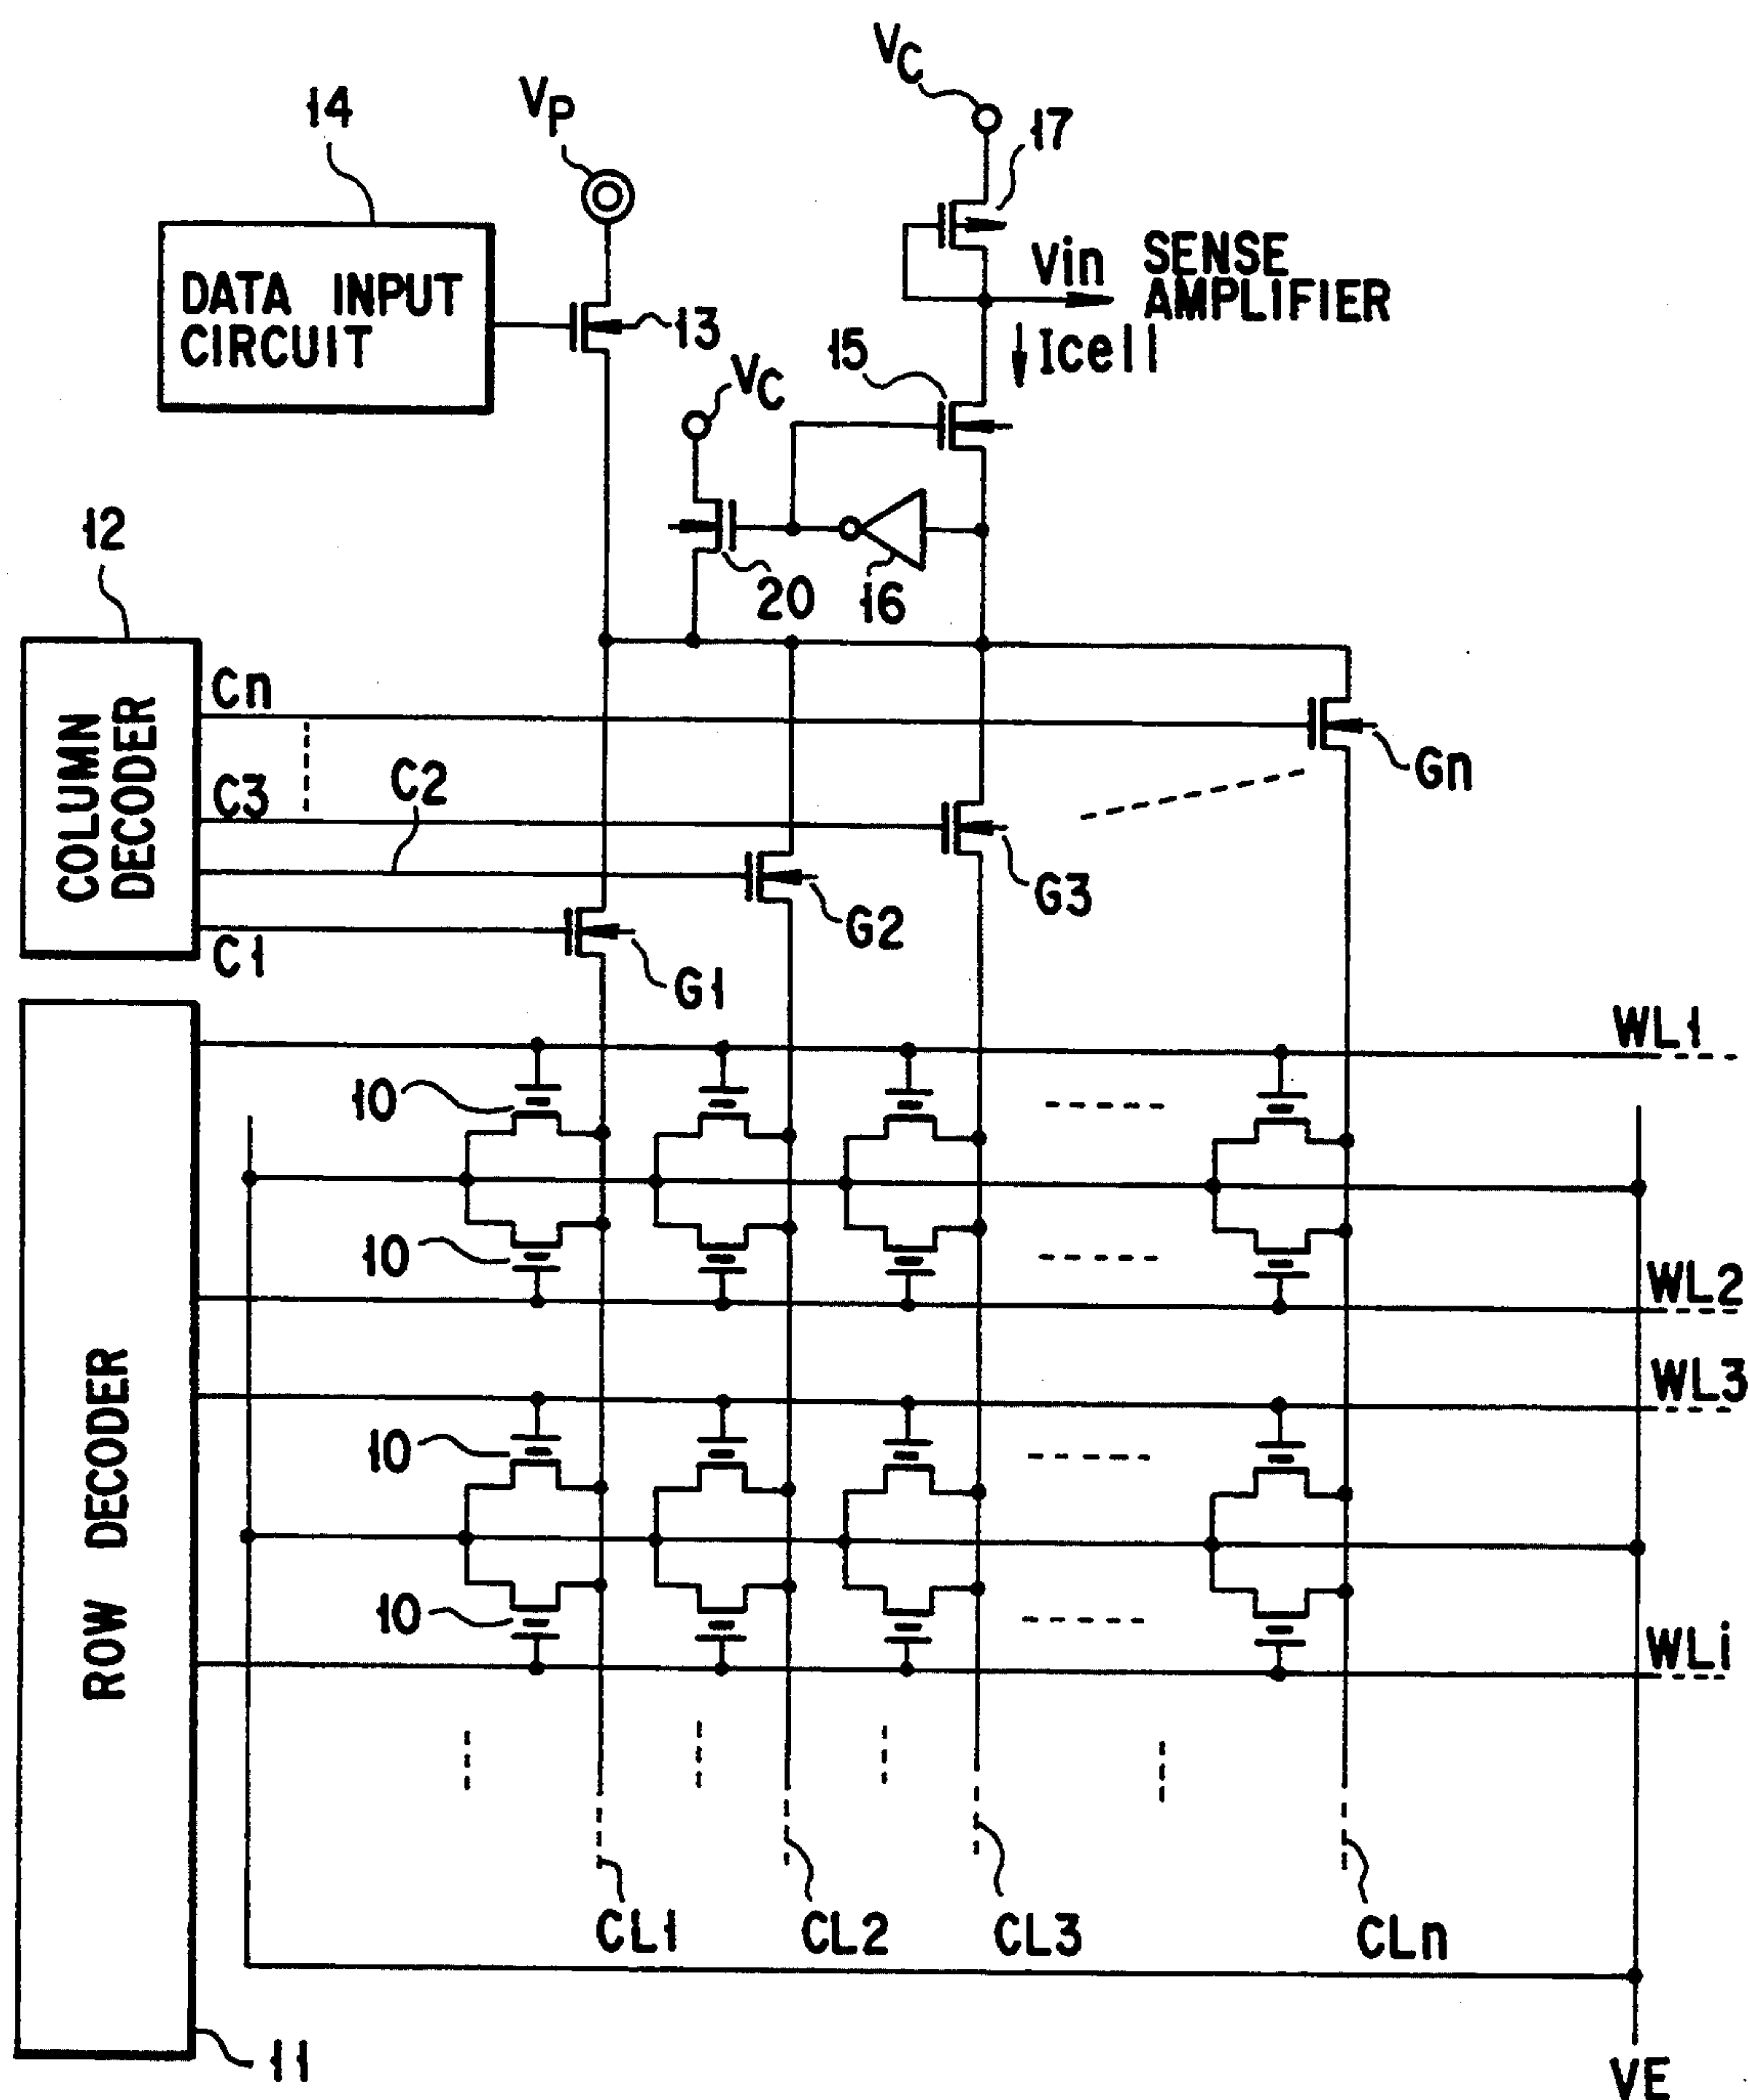 VC
14
VP
17
DATA INPUT
CIRCUIT
13
Vin
SENSE
AMPLIFIER
15
Icell
VC
12
20
16
COLUMN
DECODER
Cn
C3
C2
C1
Gn
G3
G2
G1
WL1
10
10
WL2
WL3
10
10
WLi
ROW DECODER
CL1
CL2
CL3
CLn
11
VE